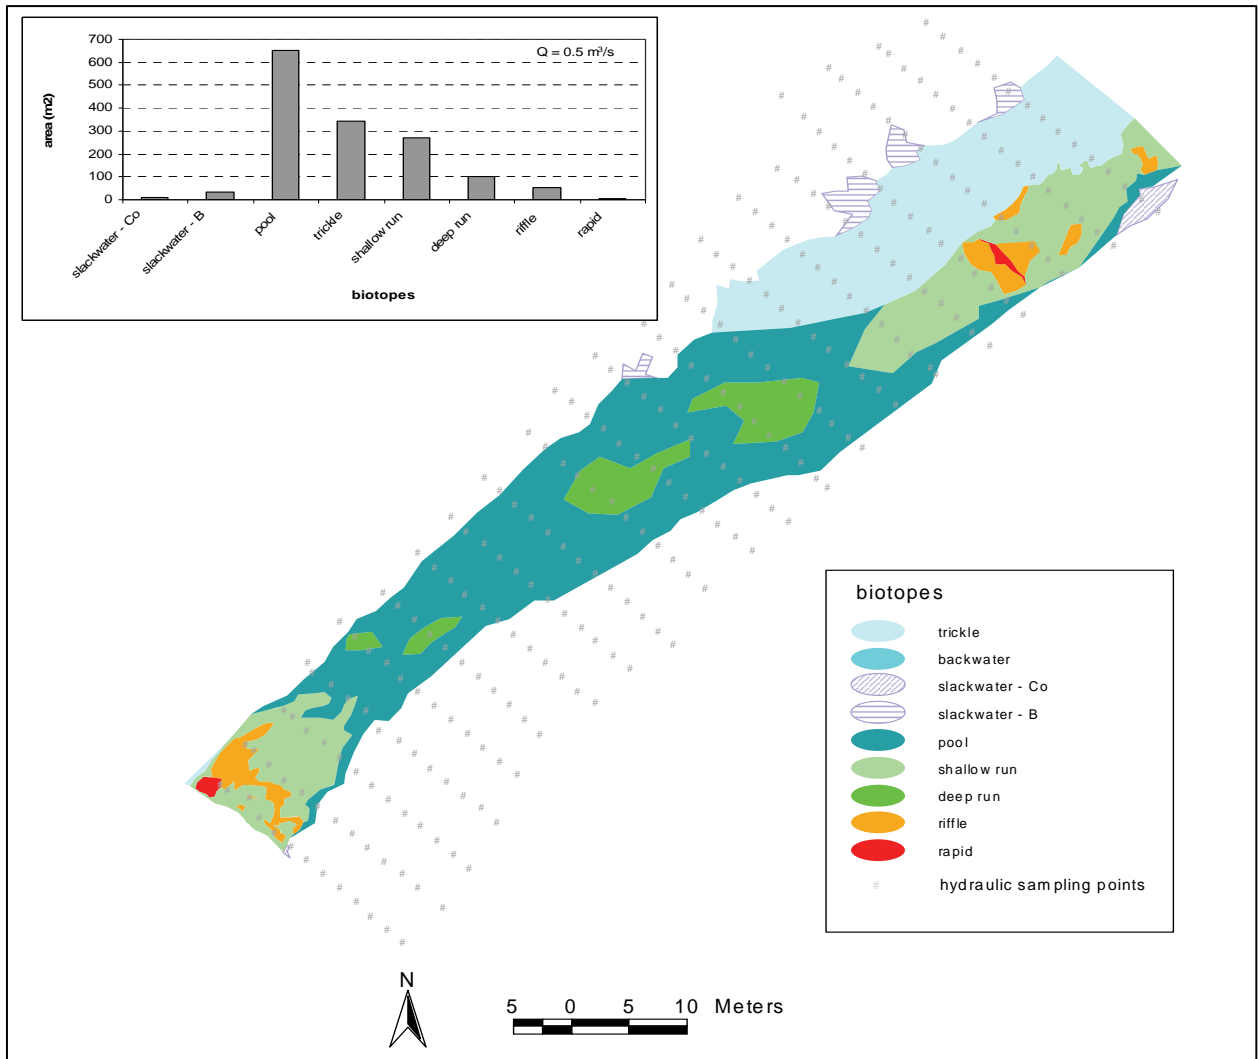 700
600
500
400
300
200
100
0
area (m2)
Q = 0.5 m³/s
slackwater - Co
slackwater - B
pool
trickle
shallow run
deep run
riffle
rapid
biotopes
biotopes
trickle
backwater
slackwater - Co
slackwater - B
pool
shallow run
deep run
riffle
rapid
# hydraulic sampling points
N
5 0 5 10 Meters